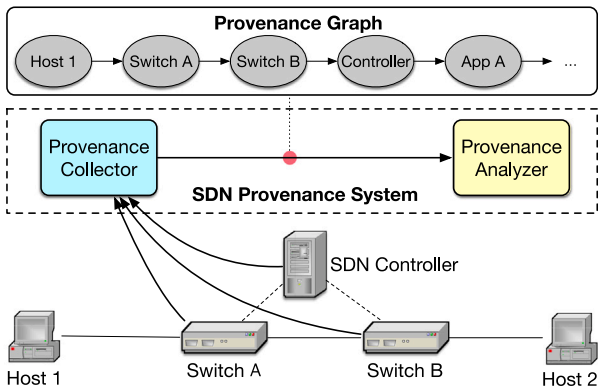 Provenance Graph
Host 1
Switch A
Switch B
Controller
App A
...
Provenance
Collector
Provenance
Analyzer
SDN Provenance System
SDN Controller
Host 1
Switch A
Switch B
Host 2